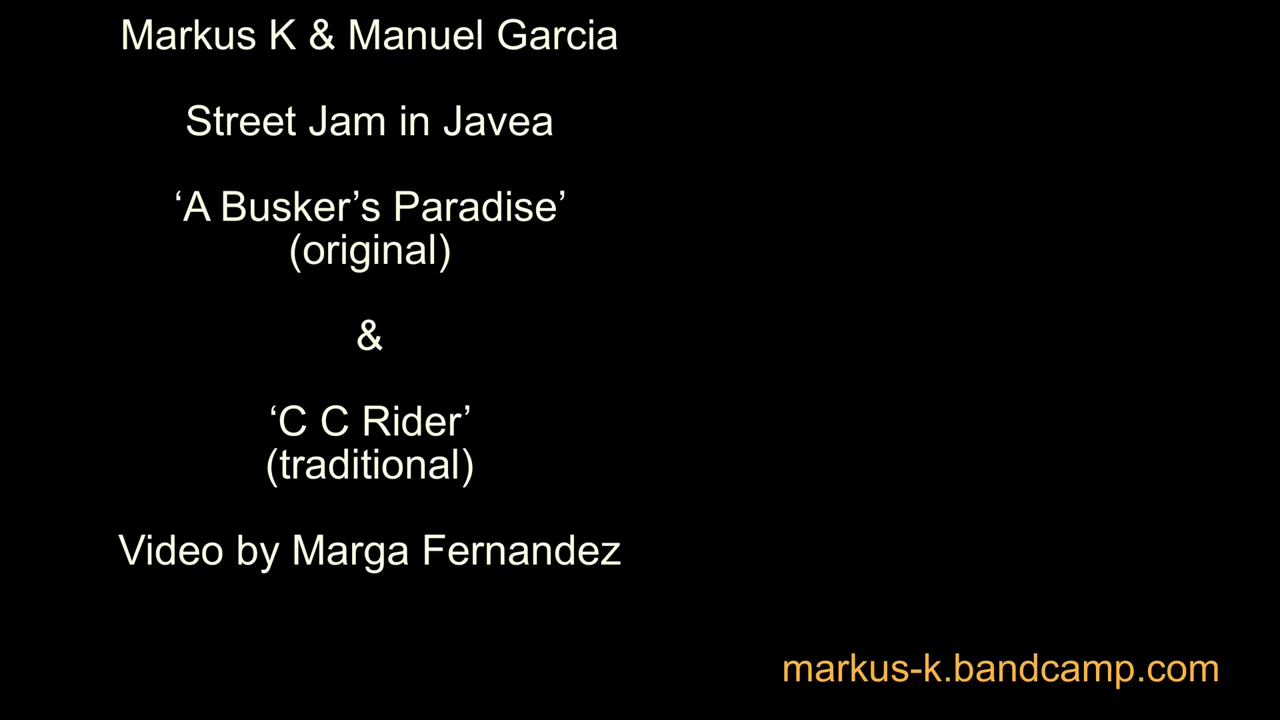 Markus K & Manuel Garcia
Street Jam in Javea
‘A Busker’s Paradise’
(original)
&
‘C C Rider’
(traditional)
Video by Marga Fernandez
markus-k.bandcamp.com